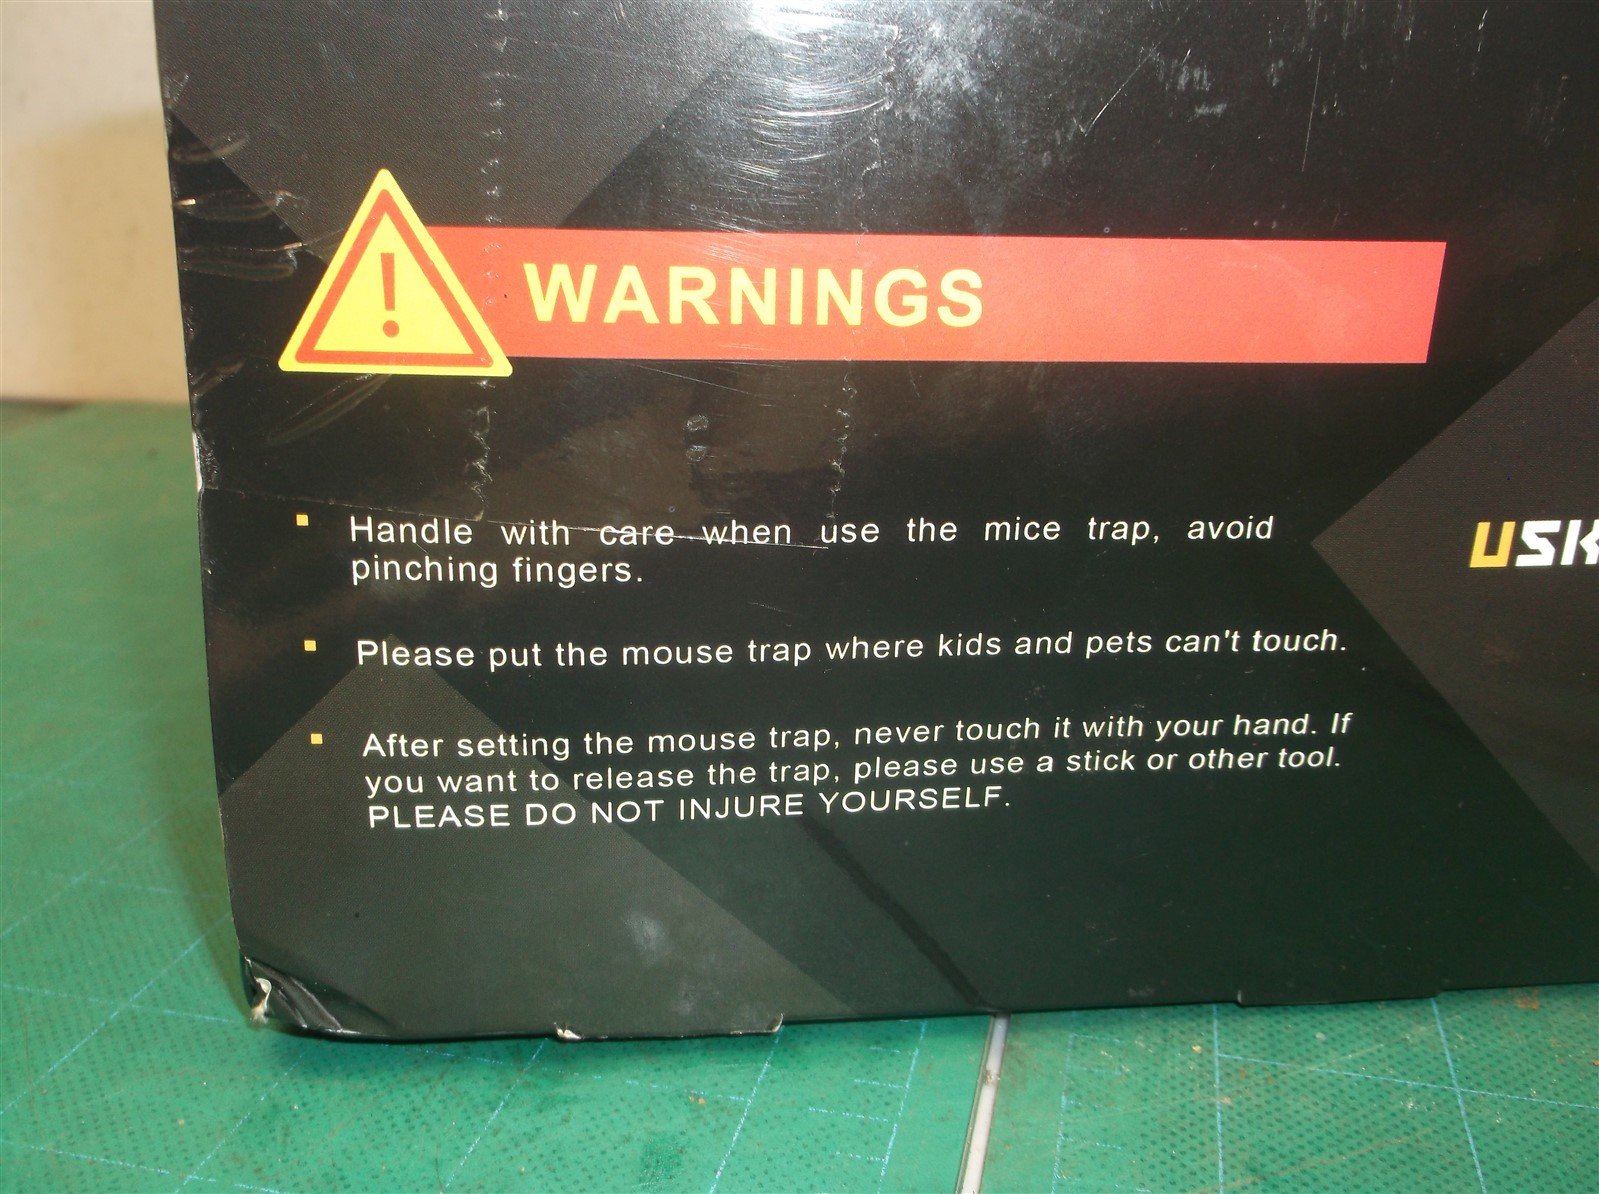 WARNINGS
Handle with care when use the mice trap, avoid
pinching fingers.
Please put the mouse trap where kids and pets can't touch.
After setting the mouse trap, never touch it with your hand. If
you want to release the trap, please use a stick or other tool.
PLEASE DO NOT INJURE YOURSELF.